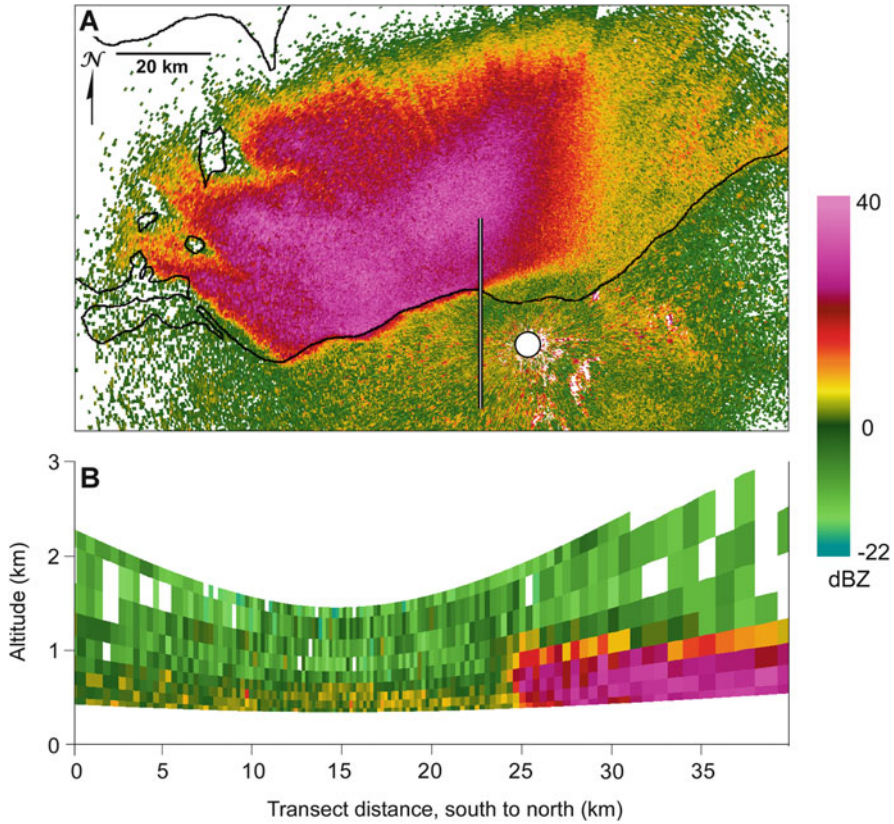 A
𝒩
20 km
40
0
-22
dBZ
B
3
2
1
0
Altitude (km)
0 5 10 15 20 25 30 35
Transect distance, south to north (km)